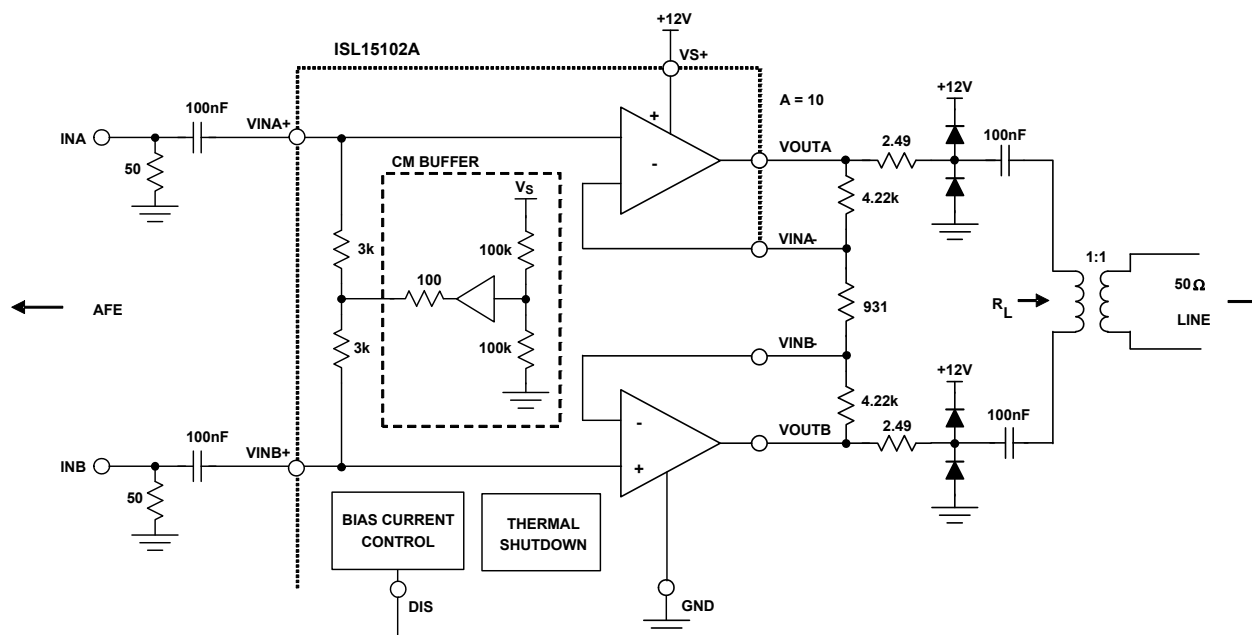 +12V
ISL15102A
VS+
A = 10
+12V
100nF
100nF
INA
VINA+
+
-
VOUTA
2.49
50
CM BUFFER
VS
4.22k
3k
100k
VINA-
1:1
100
50Ω
AFE
931
RL
LINE
3k
100k
VINB-
+12V
4.22k
100nF
-
VOUTB
2.49
100nF
INB
VINB+
+
50
BIAS CURRENT
CONTROL
THERMAL
SHUTDOWN
DIS
GND